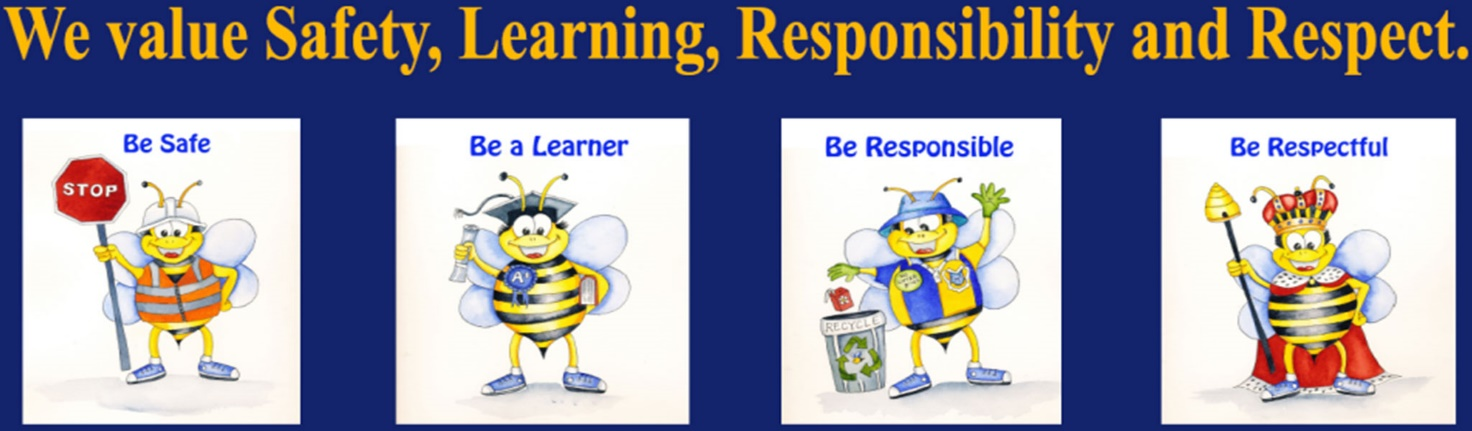 We value Safety, Learning, Responsibility and Respect.
Be Safe
STOP
Be a Learner
A+
Be Responsible
RECYCLE
Be Respectful